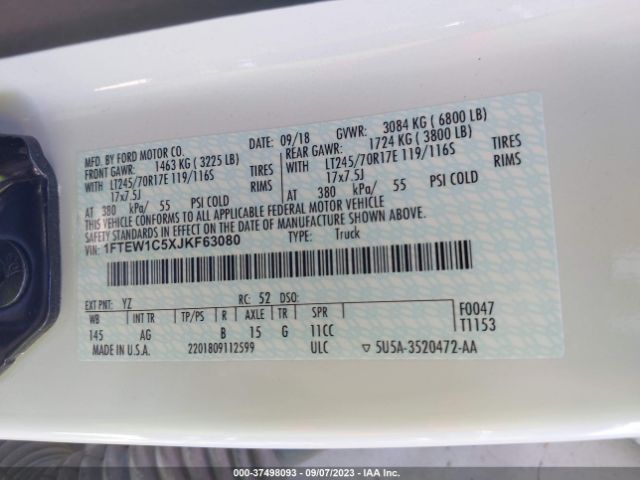 MFD. BY FORD MOTOR CO.
DATE: 09/18 GVWR: 3084 KG ( 6800 LB)
FRONT GAWR: 1463 KG ( 3225 LB)
REAR GAWR: 1724 KG ( 3800 LB)
WITH LT245/70R17E 119/116S TIRES
WITH LT245/70R17E 119/116S TIRES
17x7.5J RIMS
17x7.5J RIMS
AT 380 kPa/ 55 PSI COLD
AT 380 kPa/ 55 PSI COLD
THIS VEHICLE CONFORMS TO ALL APPLICABLE FEDERAL MOTOR VEHICLE
SAFETY STANDARDS IN EFFECT ON THE DATE OF MANUFACTURE SHOWN ABOVE.
VIN: 1FTEW1C5XJKF63080 TYPE: Truck
EXT PNT: YZ RC: 52 DSO:
WB INT TR TP/PS R AXLE TR SPR
F0047
145 AG B 15 G 11CC
T1153
MADE IN U.S.A. 2201809112599 ULC ▽ 5U5A-3520472-AA
000-37498093 - 09/07/2023 - IAAI.COM